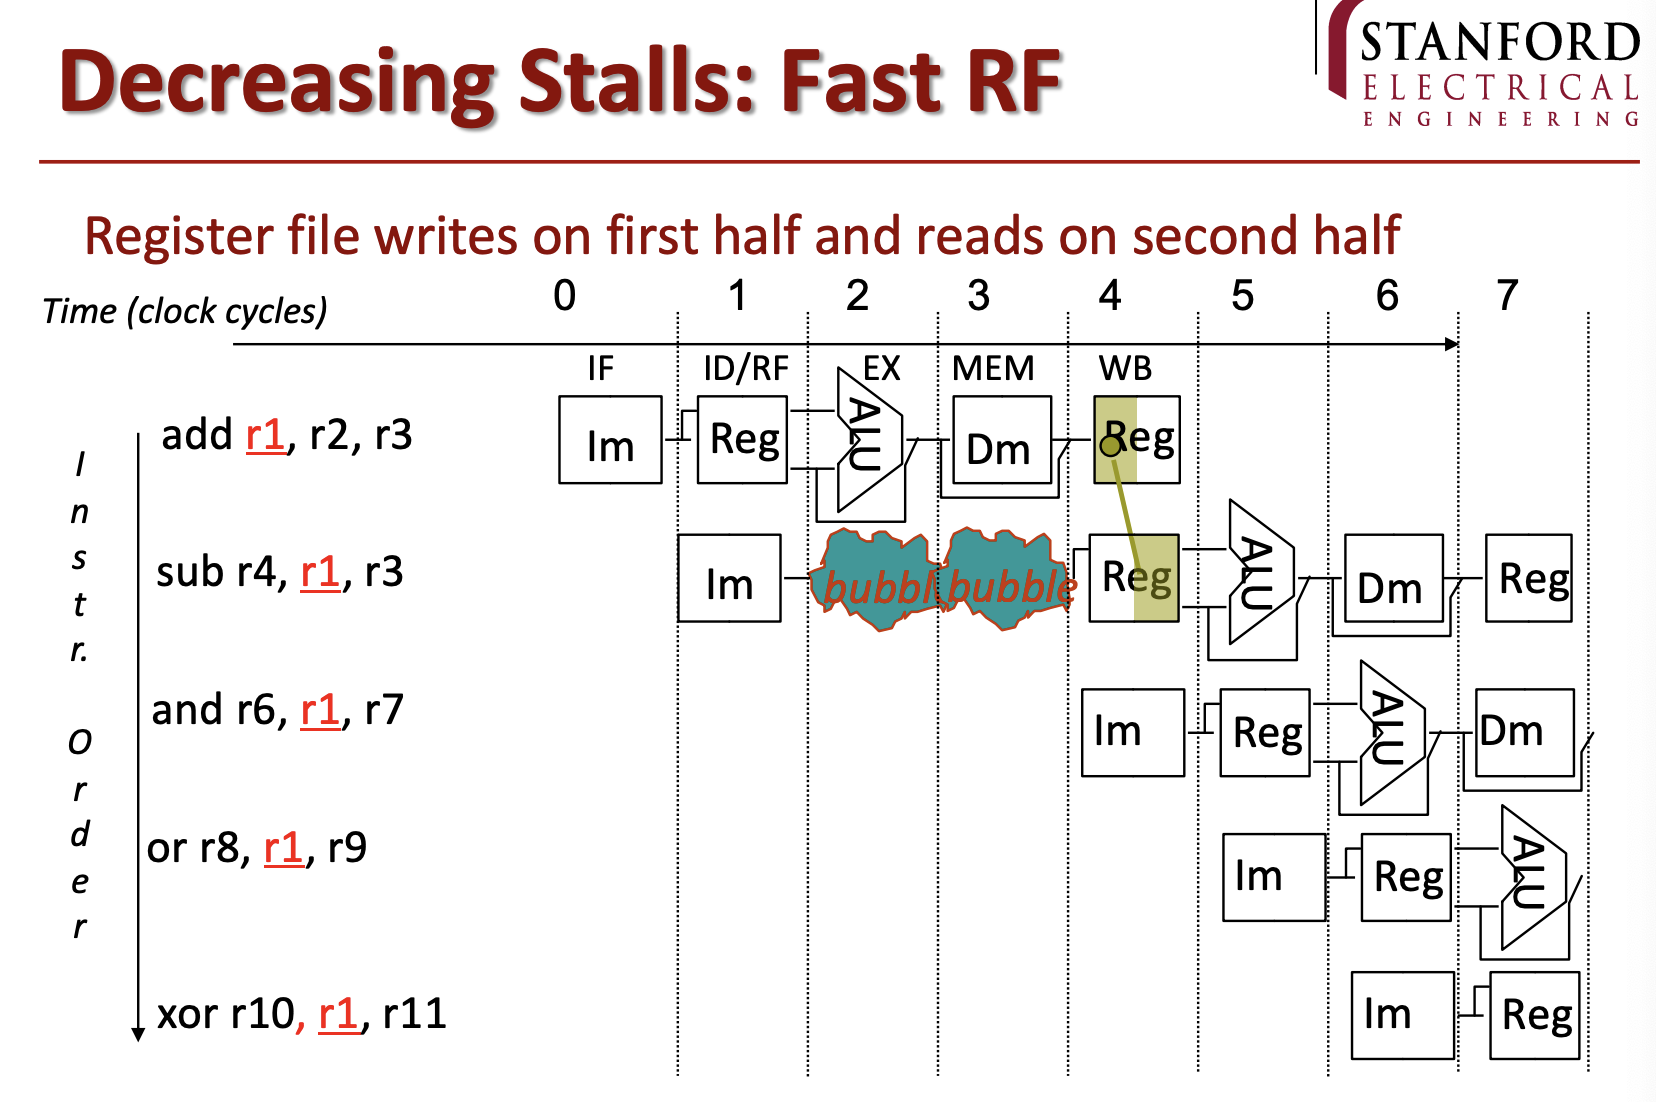 Decreasing Stalls: Fast RF
STANFORD
ELECTRICAL
ENGINEERING
Register file writes on first half and reads on second half
Time (clock cycles)
0 1 2 3 4 5 6 7
IF ID/RF EX MEM WB
Instr. Order
add r1, r2, r3
Im Reg ALU Dm Reg
sub r4, r1, r3
Im bubbl bubble Reg ALU Dm Reg
and r6, r1, r7
Im Reg ALU Dm
or r8, r1, r9
Im Reg ALU
xor r10, r1, r11
Im Reg